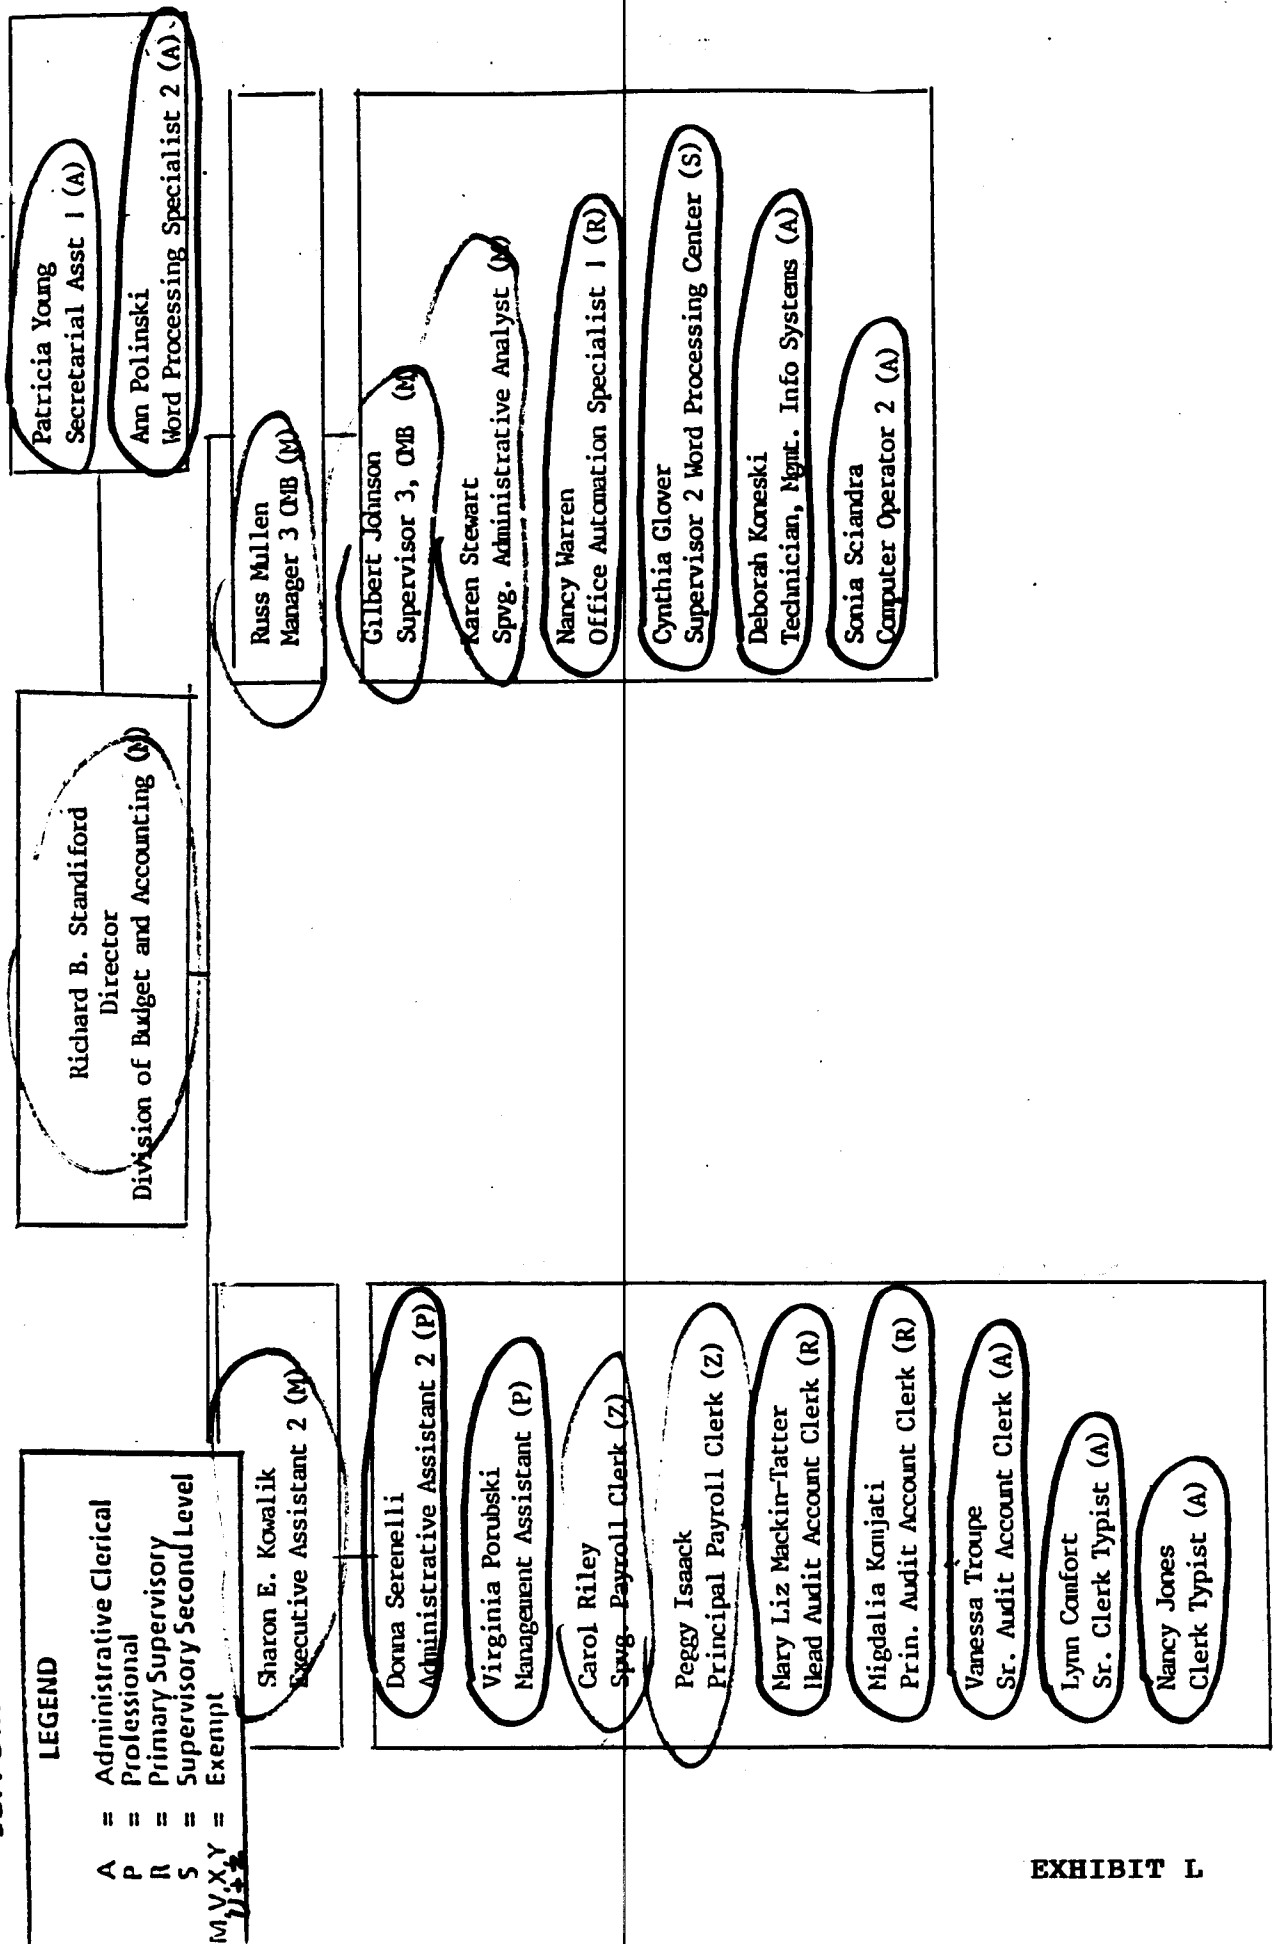 LEGEND
A = Administrative Clerical
P = Professional
R = Primary Supervisory
S = Supervisory Second Level
M,V,X,Y = Exempt
Richard B. Standiford
Director
Division of Budget and Accounting (M)
Patricia Young
Secretarial Asst 1 (A)
Ann Polinski
Word Processing Specialist 2 (A)
Sharon E. Kowalik
Executive Assistant 2 (M)
Donna Serenelli
Administrative Assistant 2 (P)
Virginia Porubski
Management Assistant (P)
Carol Riley
Spvg. Payroll Clerk (Z)
Peggy Isaack
Principal Payroll Clerk (Z)
Mary Liz Mackin-Tatter
Head Audit Account Clerk (R)
Migdalia Komjati
Prin. Audit Account Clerk (R)
Vanessa Troupe
Sr. Audit Account Clerk (A)
Lynn Comfort
Sr. Clerk Typist (A)
Nancy Jones
Clerk Typist (A)
Russ Mullen
Manager 3 OMB (M)
Gilbert Johnson
Supervisor 3, OMB (M)
Karen Stewart
Spvg. Administrative Analyst (M)
Nancy Warren
Office Automation Specialist 1 (R)
Cynthia Glover
Supervisor 2 Word Processing Center (S)
Deborah Koneski
Technician, Mgmt. Info Systems (A)
Sonia Sciandra
Computer Operator 2 (A)
EXHIBIT L